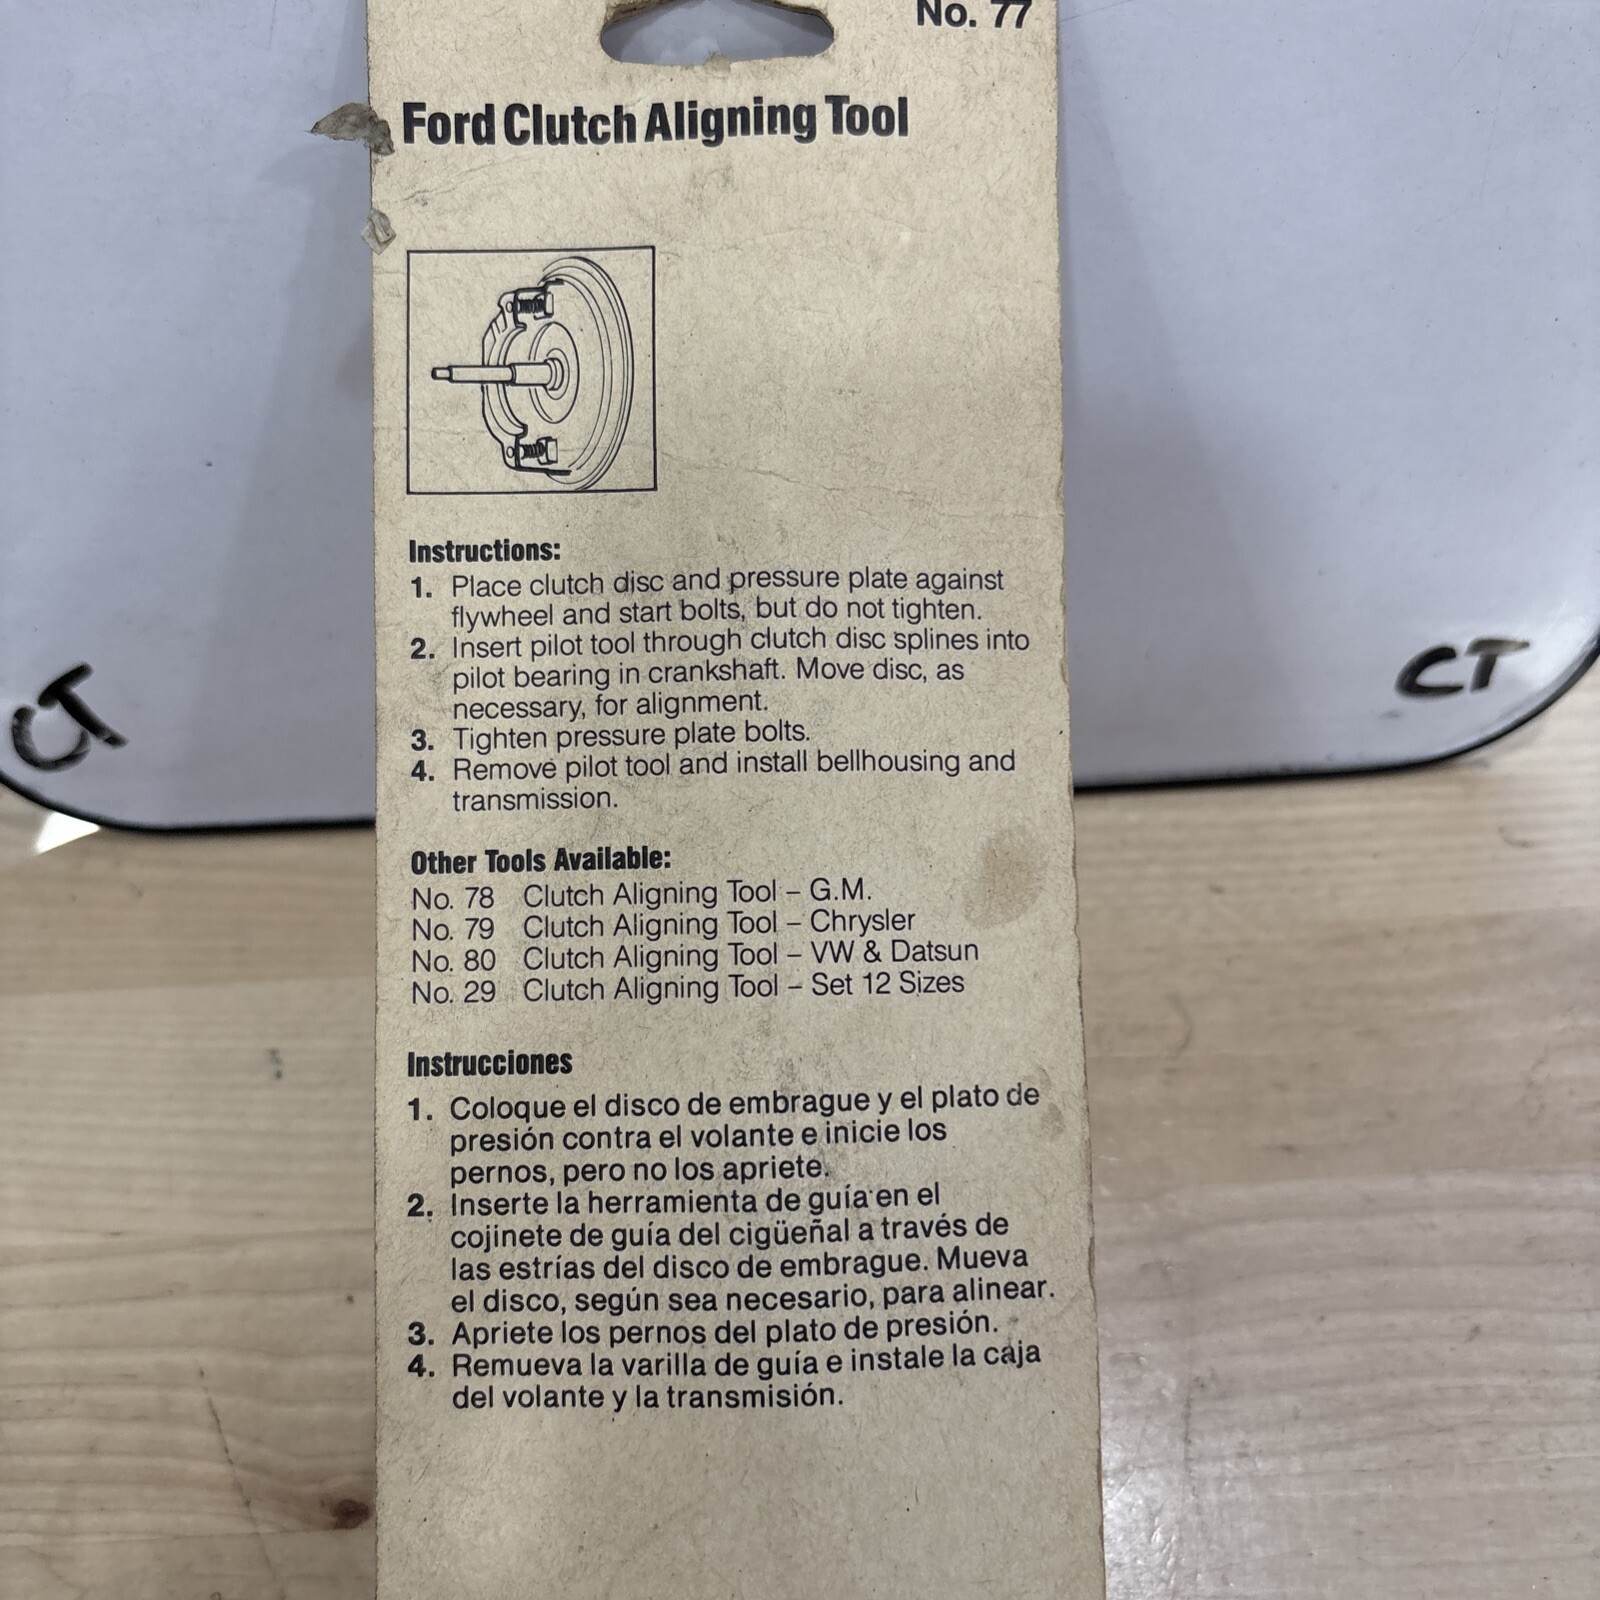 No. 77
Ford Clutch Aligning Tool
Instructions:
1. Place clutch disc and pressure plate against
flywheel and start bolts, but do not tighten.
2. Insert pilot tool through clutch disc splines into
pilot bearing in crankshaft. Move disc, as
necessary, for alignment.
3. Tighten pressure plate bolts.
4. Remove pilot tool and install bellhousing and
transmission.
CT
CT
Other Tools Available:
No. 78 Clutch Aligning Tool – G.M.
No. 79 Clutch Aligning Tool – Chrysler
No. 80 Clutch Aligning Tool – VW & Datsun
No. 29 Clutch Aligning Tool – Set 12 Sizes
Instrucciones
1. Coloque el disco de embrague y el plato de
presión contra el volante e inicie los
pernos, pero no los apriete.
2. Inserte la herramienta de guía en el
cojinete de guía del cigüeñal a través de
las estrías del disco de embrague. Mueva
el disco, según sea necesario, para alinear.
3. Apriete los pernos del plato de presión.
4. Remueva la varilla de guía e instale la caja
del volante y la transmisión.